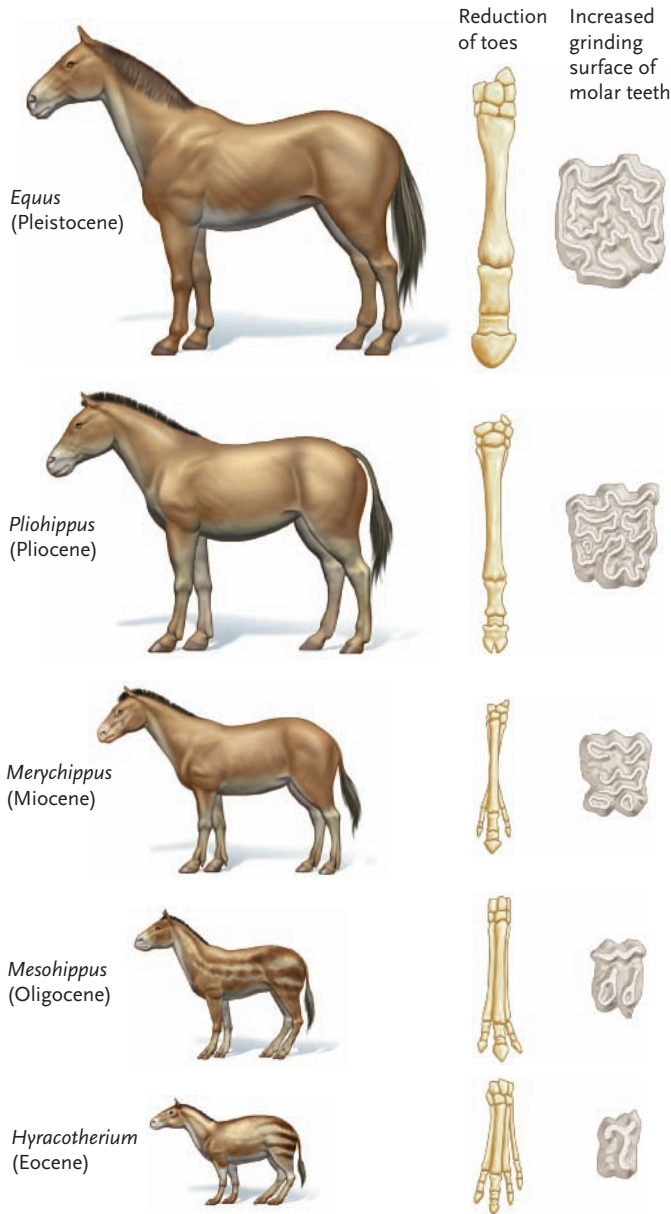 Reduction
of toes
Increased
grinding
surface of
molar teeth
Equus
(Pleistocene)
Pliohippus
(Pliocene)
Merychippus
(Miocene)
Mesohippus
(Oligocene)
Hyracotherium
(Eocene)